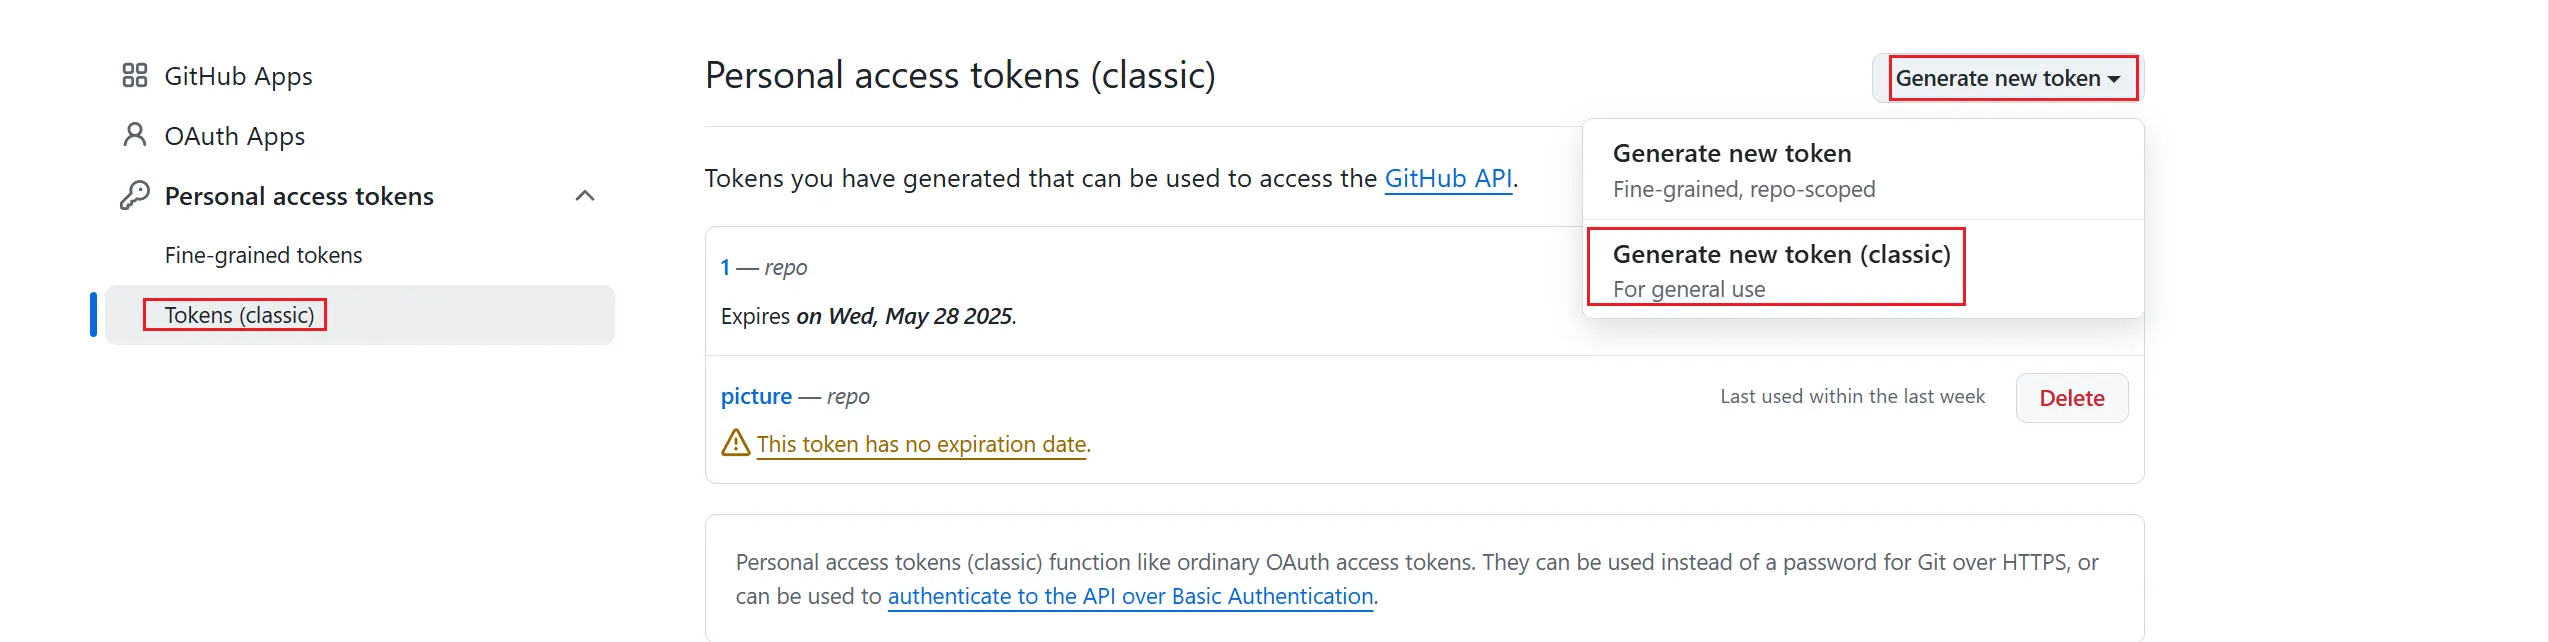 GitHub Apps
OAuth Apps
Personal access tokens
Fine-grained tokens
Tokens (classic)
Personal access tokens (classic)
Generate new token
Generate new token
Fine-grained, repo-scoped
Generate new token (classic)
For general use
Tokens you have generated that can be used to access the GitHub API.
1 — repo
Expires on Wed, May 28 2025.
picture — repo
Last used within the last week
Delete
This token has no expiration date.
Personal access tokens (classic) function like ordinary OAuth access tokens. They can be used instead of a password for Git over HTTPS, or
can be used to authenticate to the API over Basic Authentication.